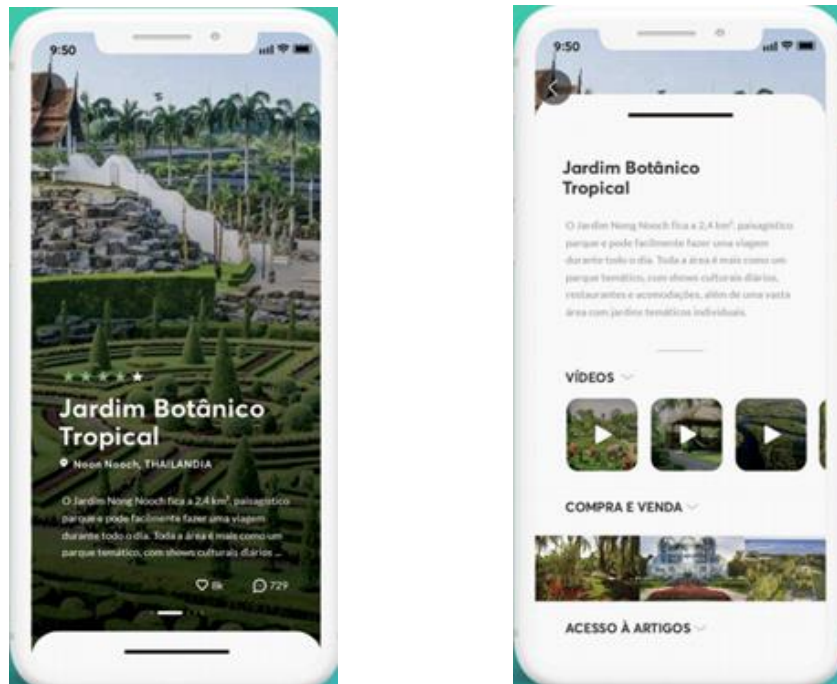 9:50
Jardim Botânico
Tropical
Noon Nooch, THAILANDIA
O Jardim Nong Nooch fica a 2,4 km², paisagístico
parque e pode facilmente fazer uma viagem
durante todo o dia. Toda a área é mais como um
parque temático, com shows culturais diários ...
8k 729
9:50
Jardim Botânico
Tropical
O Jardim Nong Nooch fica a 2,4 km², paisagístico
parque e pode facilmente fazer uma viagem
durante todo o dia. Toda a área é mais como um
parque temático, com shows culturais diários,
restaurantes e acomodações, além de uma vasta
área com jardins temáticos individuais.
VÍDEOS
COMPRA E VENDA
ACESSO À ARTIGOS